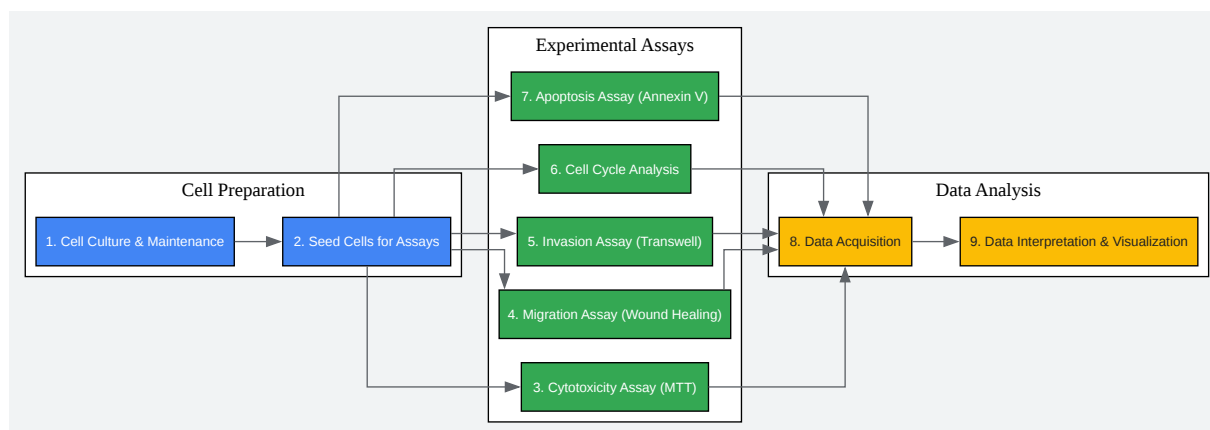 Experimental Assays
7. Apoptosis Assay (Annexin V)
6. Cell Cycle Analysis
Cell Preparation
1. Cell Culture & Maintenance
2. Seed Cells for Assays
5. Invasion Assay (Transwell)
4. Migration Assay (Wound Healing)
3. Cytotoxicity Assay (MTT)
Data Analysis
8. Data Acquisition
9. Data Interpretation & Visualization